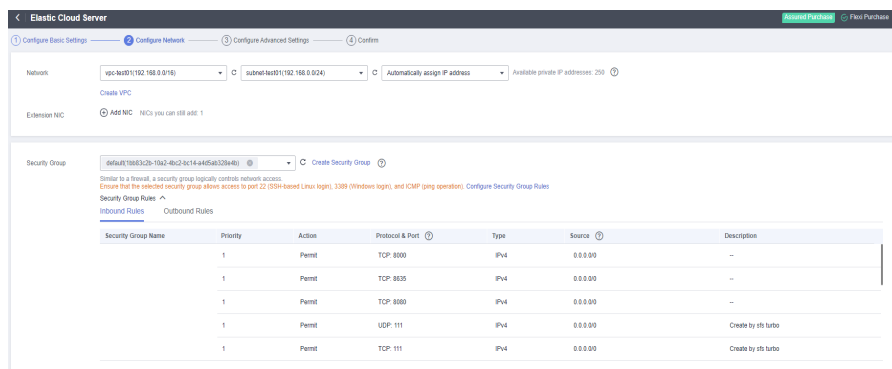 < Elastic Cloud Server Assured Purchase Flexi Purchase
1 Configure Basic Settings 2 Configure Network 3 Configure Advanced Settings 4 Confirm
Network vpc-test01(192.168.0.0/16) C subnet-test01(192.168.0.0/24) C Automatically assign IP address Available private IP addresses: 250 ?
Create VPC
Extension NIC Add NIC NICs you can still add: 1
Security Group default(1bb83c2b-10a2-4bc2-bc14-a4d5ab328e4b) C Create Security Group ?
Similar to a firewall, a security group logically controls network access.
Ensure that the selected security group allows access to port 22 (SSH-based Linux login), 3389 (Windows login), and ICMP (ping operation). Configure Security Group Rules
Security Group Rules
Inbound Rules Outbound Rules
Security Group Name Priority Action Protocol & Port ? Type Source ? Description
1 Permit TCP: 8000 IPv4 0.0.0.0/0 --
1 Permit TCP: 8635 IPv4 0.0.0.0/0 --
1 Permit TCP: 8080 IPv4 0.0.0.0/0 --
1 Permit UDP: 111 IPv4 0.0.0.0/0 Create by sfs turbo
1 Permit TCP: 111 IPv4 0.0.0.0/0 Create by sfs turbo